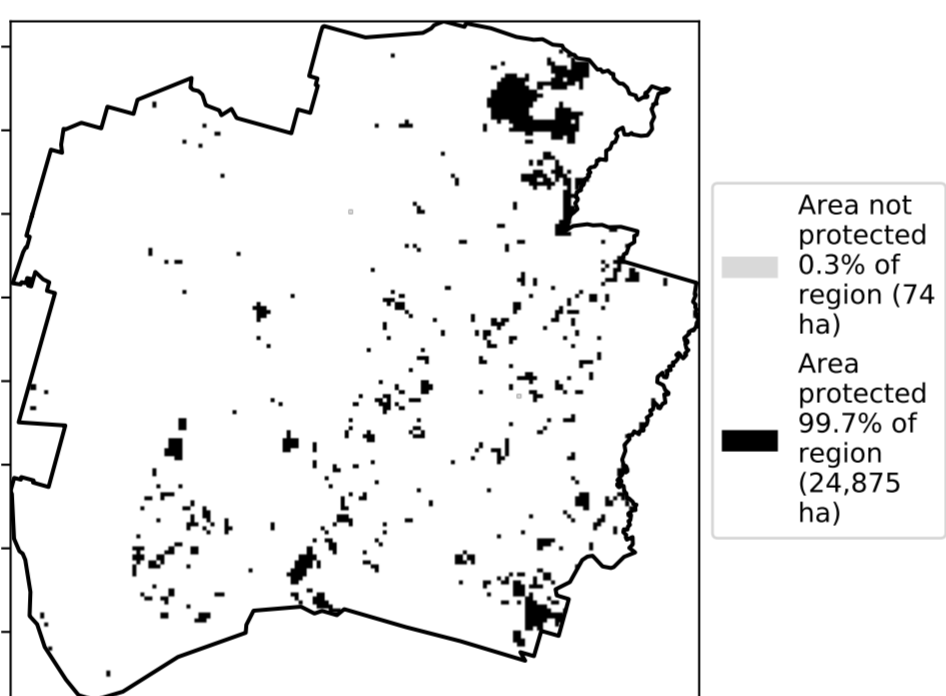 Area not
protected
0.3% of
region (74
ha)
Area
protected
99.7% of
region
(24,875
ha)